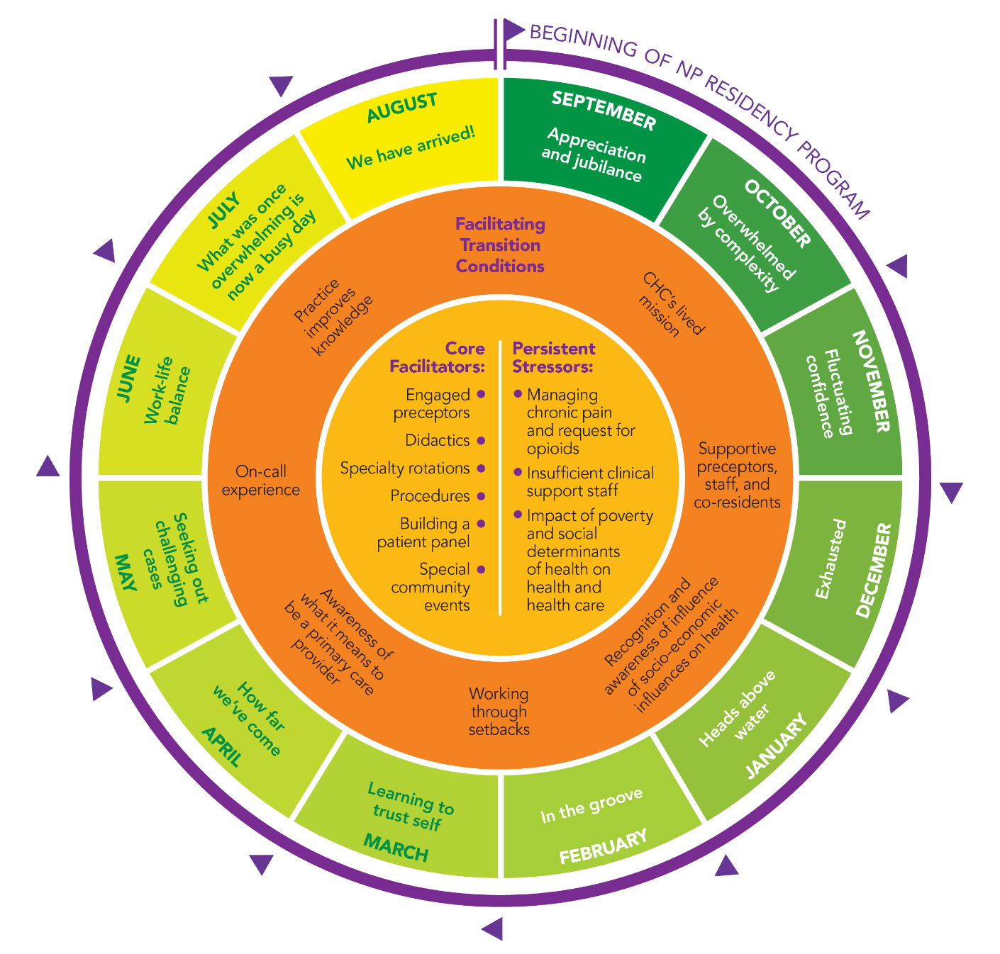 BEGINNING OF NP RESIDENCY PROGRAM
SEPTEMBER
Appreciation
and jubilance
OCTOBER
Overwhelmed
by complexity
NOVEMBER
Fluctuating
confidence
DECEMBER
Exhausted
Heads above
water
JANUARY
In the groove
FEBRUARY
Learning to
trust self
MARCH
How far
we've come
APRIL
Seeking out
challenging
cases
MAY
JUNE
Work-life
balance
JULY
What was once
overwhelming is
now a busy day
AUGUST
We have arrived!
Facilitating
Transition
Conditions
CHC's lived
mission
Supportive
preceptors,
staff, and
co-residents
Recognition and
awareness of influence
of socio-economic
influences on health
Working
through
setbacks
Awareness of
what it means to
be a primary care
provider
On-call
experience
Practice
improves
knowledge
Core
Facilitators:
Engaged
preceptors
Didactics
Specialty rotations
Procedures
Building a
patient panel
Special
community
events
Persistent
Stressors:
Managing
chronic pain
and request for
opioids
Insufficient clinical
support staff
Impact of poverty
and social
determinants
of health on
health and
health care